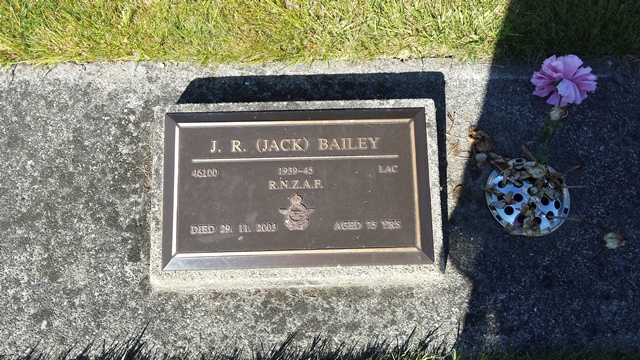 J. R. (JACK) BAILEY
46100 1939-45 LAC
R.N.Z.A.F.
DIED 29. 11. 2003 AGED 75 YRS